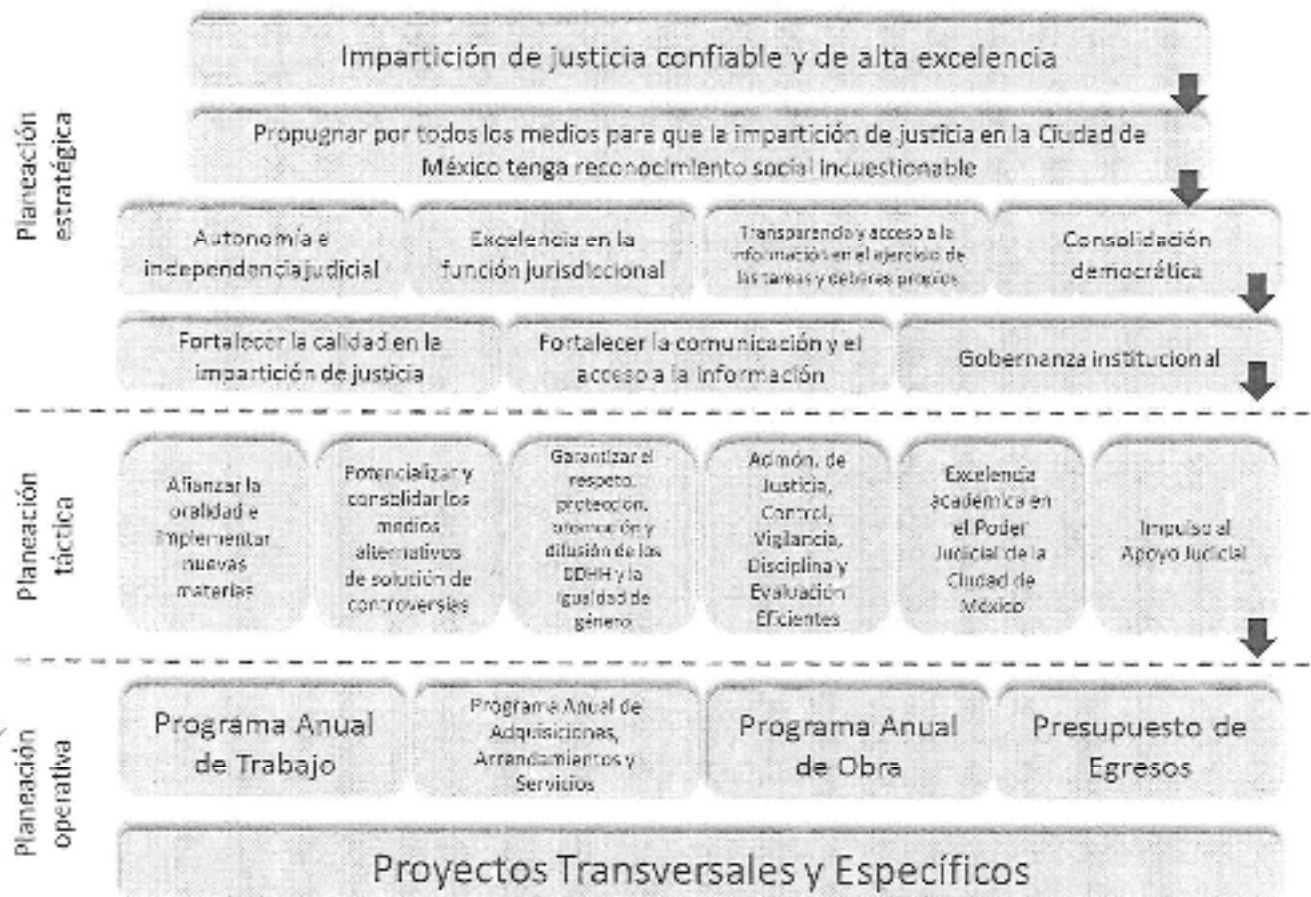 Planeación
estratégica
Impartición de justicia confiable y de alta excelencia
Propugnar por todos los medios para que la impartición de justicia en la Ciudad de
México tenga reconocimiento social incuestionable
Autonomía e
independencia judicial
Excelencia en la
función jurisdiccional
Transparencia y acceso a la
información en el ejercicio de
las tareas y deberes propios
Consolidación
democrática
Fortalecer la calidad en la
impartición de justicia
Fortalecer la comunicación y el
acceso a la información
Gobernanza institucional
Planeación
táctica
Afianzar la
oralidad e
implementar
nuevas
materias
Potencializar y
consolidar los
medios
alternativos
de solución de
controversias
Garantizar el
respeto,
protección,
promoción y
difusión de los
DDHH y la
igualdad de
género
Admón. de
Justicia,
Control,
Vigilancia,
Disciplina y
Evaluación
Eficientes
Excelencia
académica en
el Poder
Judicial de la
Ciudad de
México
Impulso al
Apoyo Judicial
Planeación
operativa
Programa Anual
de Trabajo
Programa Anual de
Adquisiciones,
Arrendamientos y
Servicios
Programa Anual
de Obra
Presupuesto de
Egresos
Proyectos Transversales y Específicos